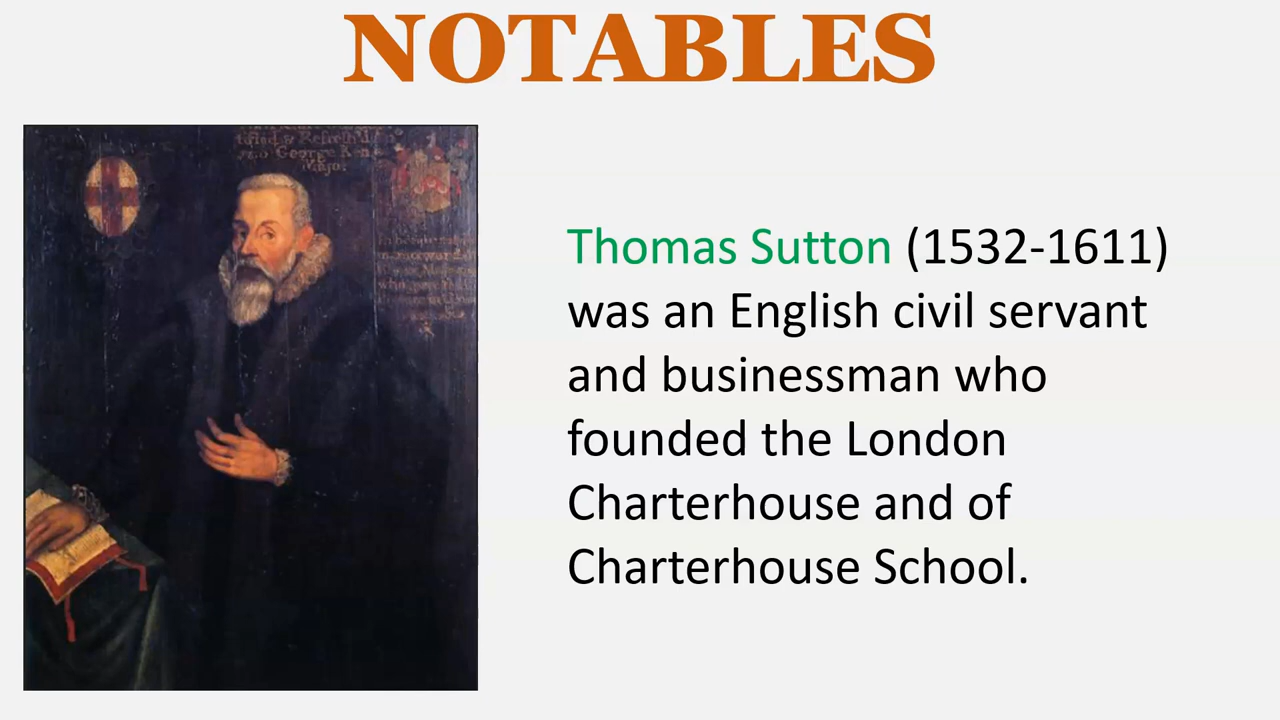 NOTABLES
Thomas Sutton (1532-1611)
was an English civil servant
and businessman who
founded the London
Charterhouse and of
Charterhouse School.
George